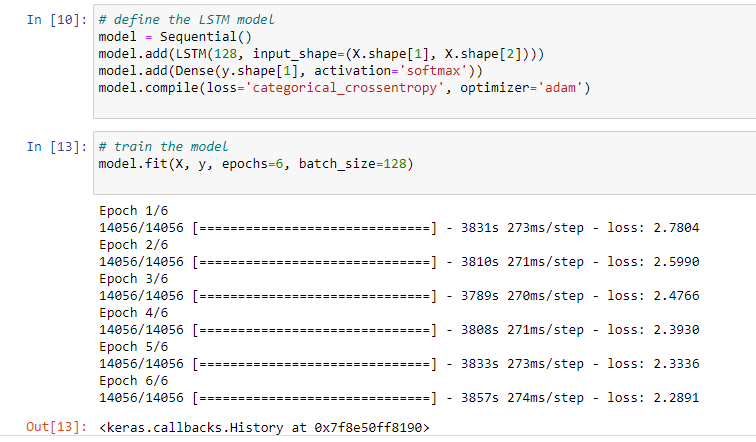 In [10]: # define the LSTM model
model = Sequential()
model.add(LSTM(128, input_shape=(X.shape[1], X.shape[2])))
model.add(Dense(y.shape[1], activation='softmax'))
model.compile(loss='categorical_crossentropy', optimizer='adam')
In [13]: # train the model
model.fit(X, y, epochs=6, batch_size=128)
Epoch 1/6
14056/14056 [==============================] - 3831s 273ms/step - loss: 2.7804
Epoch 2/6
14056/14056 [==============================] - 3810s 271ms/step - loss: 2.5990
Epoch 3/6
14056/14056 [==============================] - 3789s 270ms/step - loss: 2.4766
Epoch 4/6
14056/14056 [==============================] - 3808s 271ms/step - loss: 2.3930
Epoch 5/6
14056/14056 [==============================] - 3833s 273ms/step - loss: 2.3336
Epoch 6/6
14056/14056 [==============================] - 3857s 274ms/step - loss: 2.2891
Out[13]: <keras.callbacks.History at 0x7f8e50ff8190>